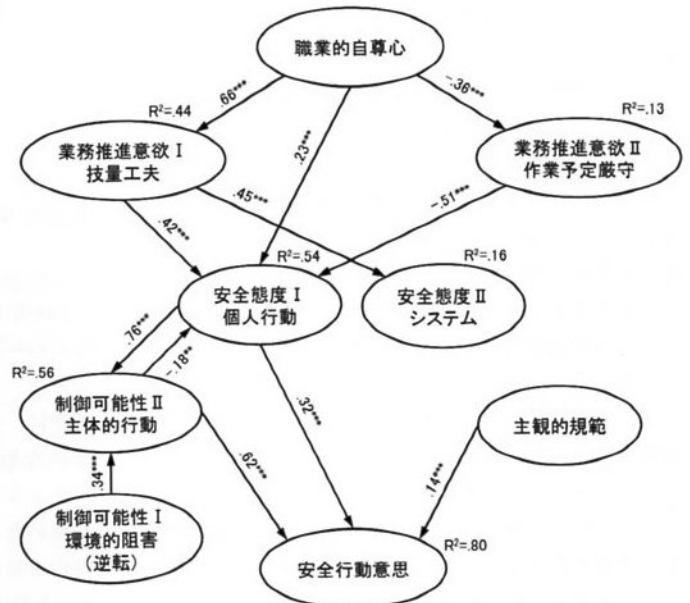 職業的自尊心
.66***
-.36***
R²=.44
R²=.13
業務推進意欲Ⅰ
技量工夫
.23***
業務推進意欲Ⅱ
作業予定厳守
.42***
.45***
-.51***
R²=.54
R²=.16
安全態度Ⅰ
個人行動
安全態度Ⅱ
システム
.76***
-.18**
R²=.56
制御可能性Ⅱ
主体的行動
.32***
主観的規範
.34***
.62***
.14***
制御可能性Ⅰ
環境的阻害
(逆転)
安全行動意思
R²=.80